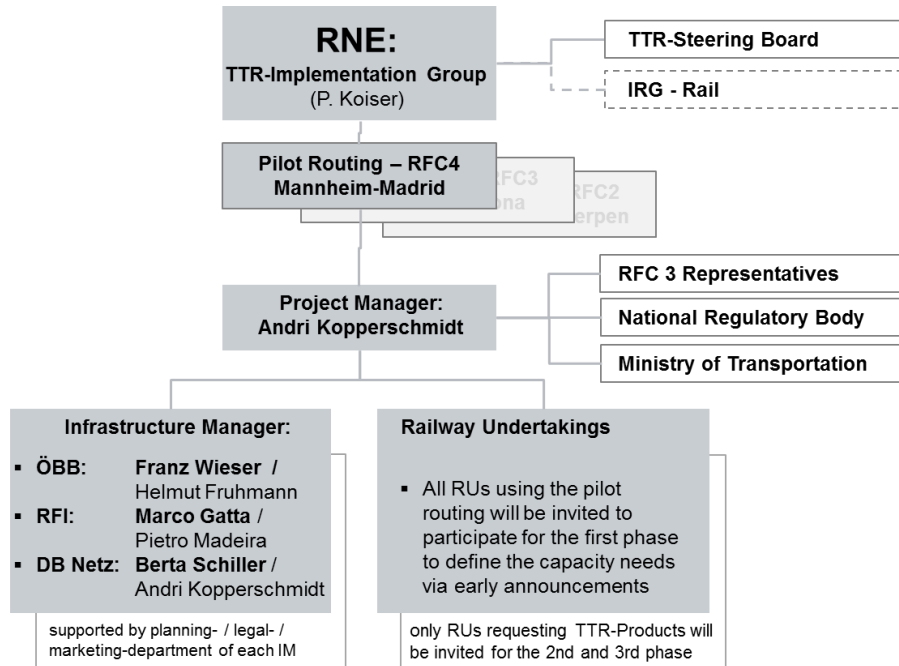 RNE:
TTR-Implementation Group
(P. Koiser)
TTR-Steering Board
IRG - Rail
Pilot Routing – RFC4
Mannheim-Madrid
RFC3
ona
RFC2
erpen
Project Manager:
Andri Kopperschmidt
RFC 3 Representatives
National Regulatory Body
Ministry of Transportation
Infrastructure Manager:
▪ ÖBB: Franz Wieser /
Helmut Fruhmann
▪ RFI: Marco Gatta /
Pietro Madeira
▪ DB Netz: Berta Schiller /
Andri Kopperschmidt
supported by planning- / legal- /
marketing-department of each IM
Railway Undertakings
▪ All RUs using the pilot
routing will be invited to
participate for the first phase
to define the capacity needs
via early announcements
only RUs requesting TTR-Products will
be invited for the 2nd and 3rd phase